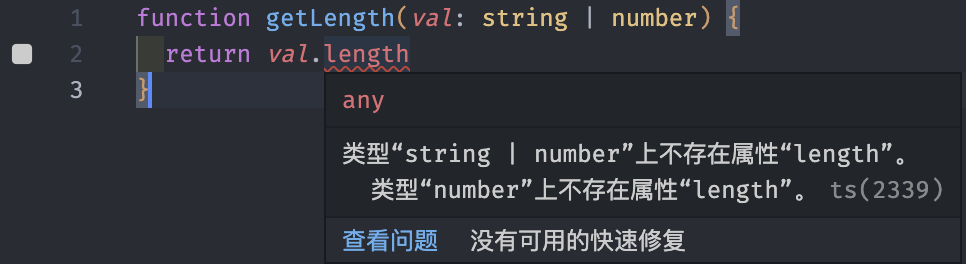 1 function getLength(val: string | number) {
2 return val.length
3 }
any
类型“string | number”上不存在属性“length”。
类型“number”上不存在属性“length”。 ts(2339)
查看问题 没有可用的快速修复